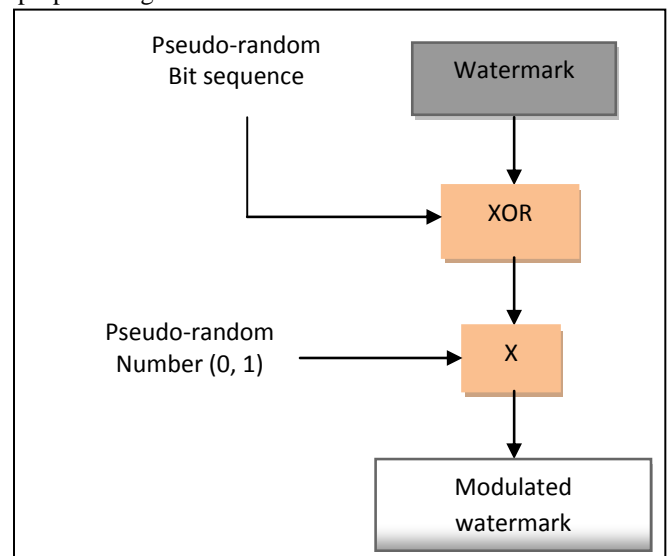 Pseudo-random
Bit sequence
Watermark
XOR
Pseudo-random
Number (0, 1)
X
Modulated
watermark